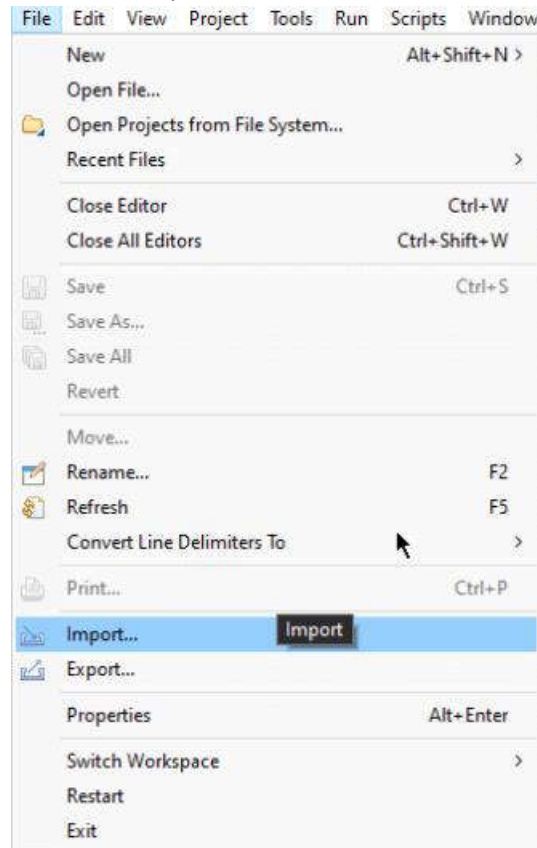 File Edit View Project Tools Run Scripts Window
New Alt+Shift+N >
Open File...
Open Projects from File System...
Recent Files >
Close Editor Ctrl+W
Close All Editors Ctrl+Shift+W
Save Ctrl+S
Save As...
Save All
Revert
Move...
Rename... F2
Refresh F5
Convert Line Delimiters To >
Print... Ctrl+P
Import... Import
Export...
Properties Alt+Enter
Switch Workspace >
Restart
Exit